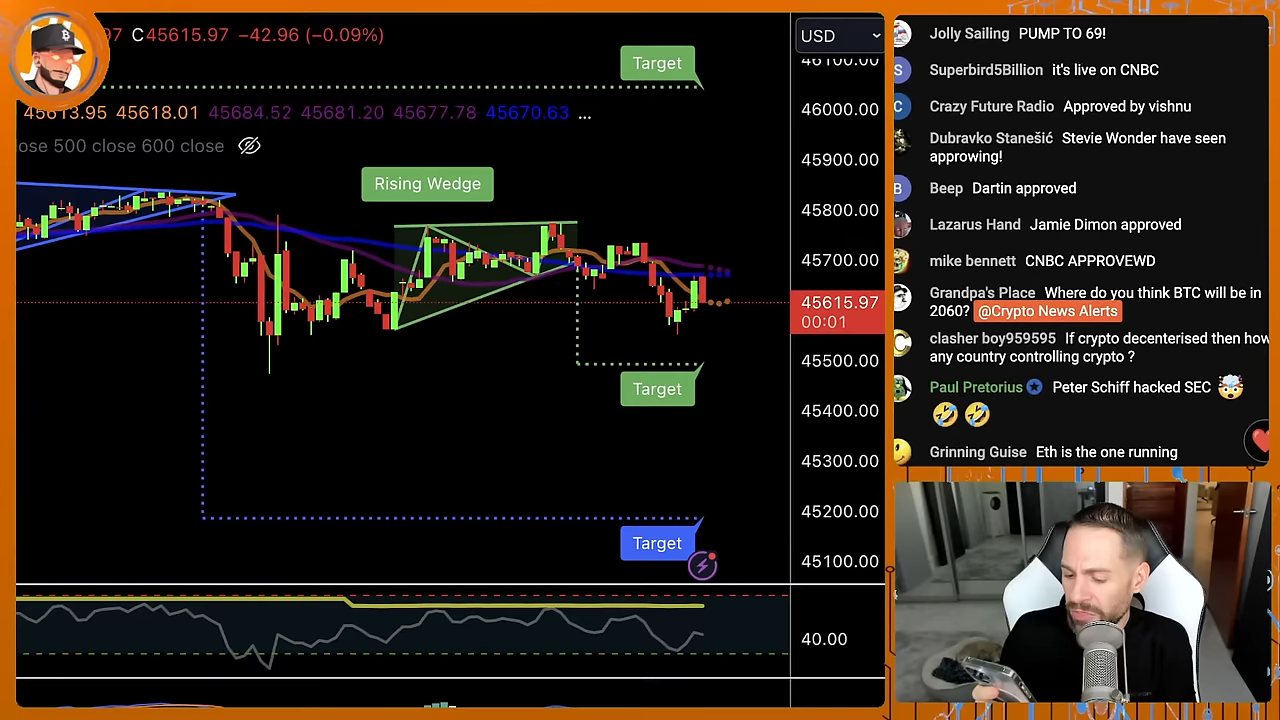 97 C45615.97 −42.96 (−0.09%)
USD
Target
45613.95 45618.01 45684.52 45681.20 45677.78 45670.63 ...
ose 500 close 600 close
Rising Wedge
Target
Target
46100.00
46000.00
45900.00
45800.00
45700.00
45615.97
00:01
45500.00
45400.00
45300.00
45200.00
45100.00
40.00
Jolly Sailing PUMP TO 69!
S Superbird5Billion it's live on CNBC
C Crazy Future Radio Approved by vishnu
Dubravko Stanešić Stevie Wonder have seen
approwing!
B Beep Dartin approved
Lazarus Hand Jamie Dimon approved
mike bennett CNBC APPROVEWD
Grandpa's Place Where do you think BTC will be in
2060? @Crypto News Alerts
clasher boy959595 If crypto decenterised then how
any country controlling crypto ?
Paul Pretorius Peter Schiff hacked SEC 🤯
🤣 🤣
Grinning Guise Eth is the one running